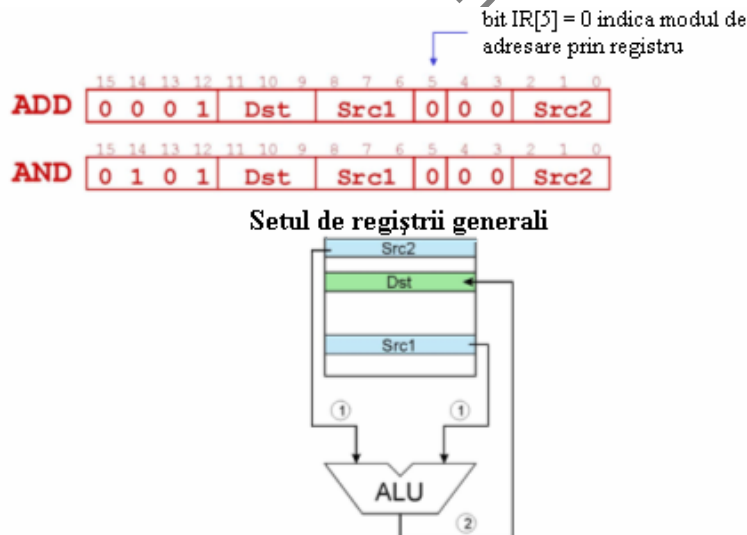 bit IR[5] = 0 indica modul de
adresare prin registru
15 14 13 12 11 10 9 8 7 6 5 4 3 2 1 0
ADD 0 0 0 1 Dst Src1 0 0 0 Src2
15 14 13 12 11 10 9 8 7 6 5 4 3 2 1 0
AND 0 1 0 1 Dst Src1 0 0 0 Src2
Setul de regiştrii generali
Src2
Dst
Src1
1 1
ALU
2